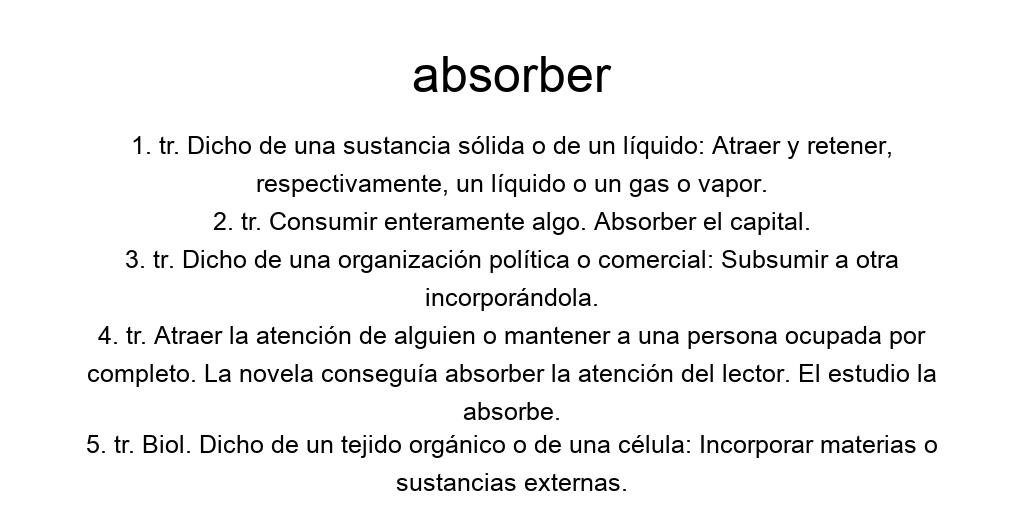 absorber
1. tr. Dicho de una sustancia sólida o de un líquido: Atraer y retener,
respectivamente, un líquido o un gas o vapor.
2. tr. Consumir enteramente algo. Absorber el capital.
3. tr. Dicho de una organización política o comercial: Subsumir a otra
incorporándola.
4. tr. Atraer la atención de alguien o mantener a una persona ocupada por
completo. La novela conseguía absorber la atención del lector. El estudio la
absorbe.
5. tr. Biol. Dicho de un tejido orgánico o de una célula: Incorporar materias o
sustancias externas.